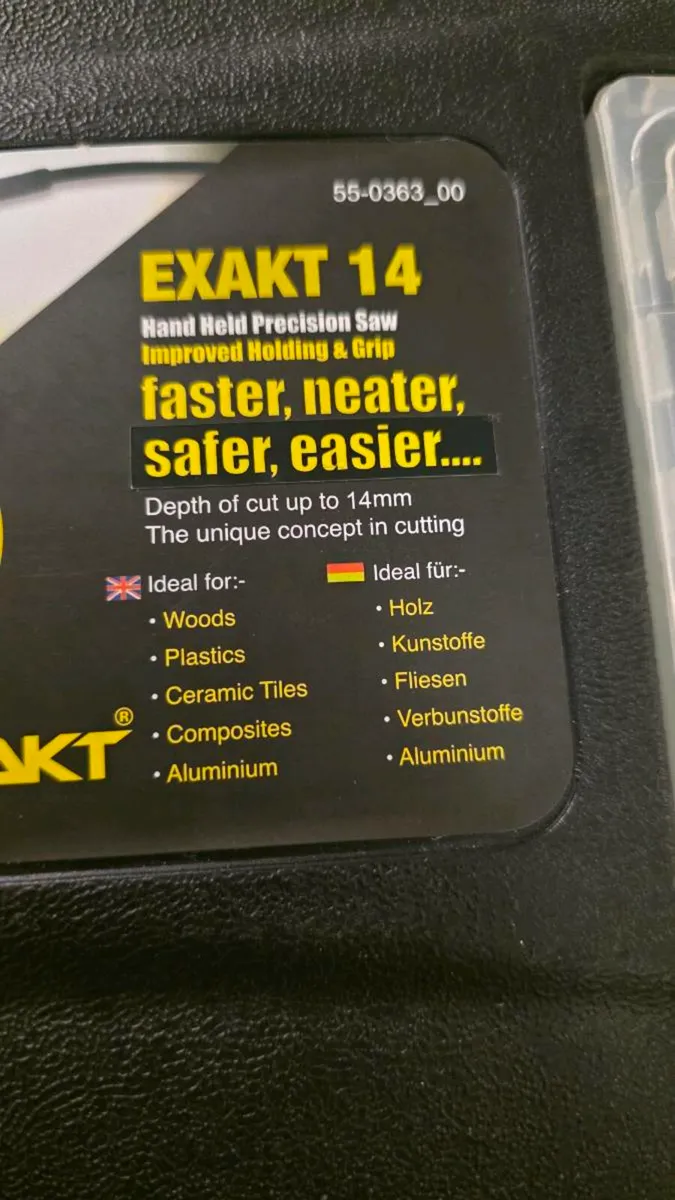 55-0363_00
EXAKT 14
Hand Held Precision Saw
Improved Holding & Grip
faster, neater,
safer, easier....
Depth of cut up to 14mm
The unique concept in cutting
Ideal for:-
• Woods
• Plastics
• Ceramic Tiles
• Composites
• Aluminium
Ideal für:-
• Holz
• Kunstoffe
• Fliesen
• Verbunstoffe
• Aluminium
AKT®